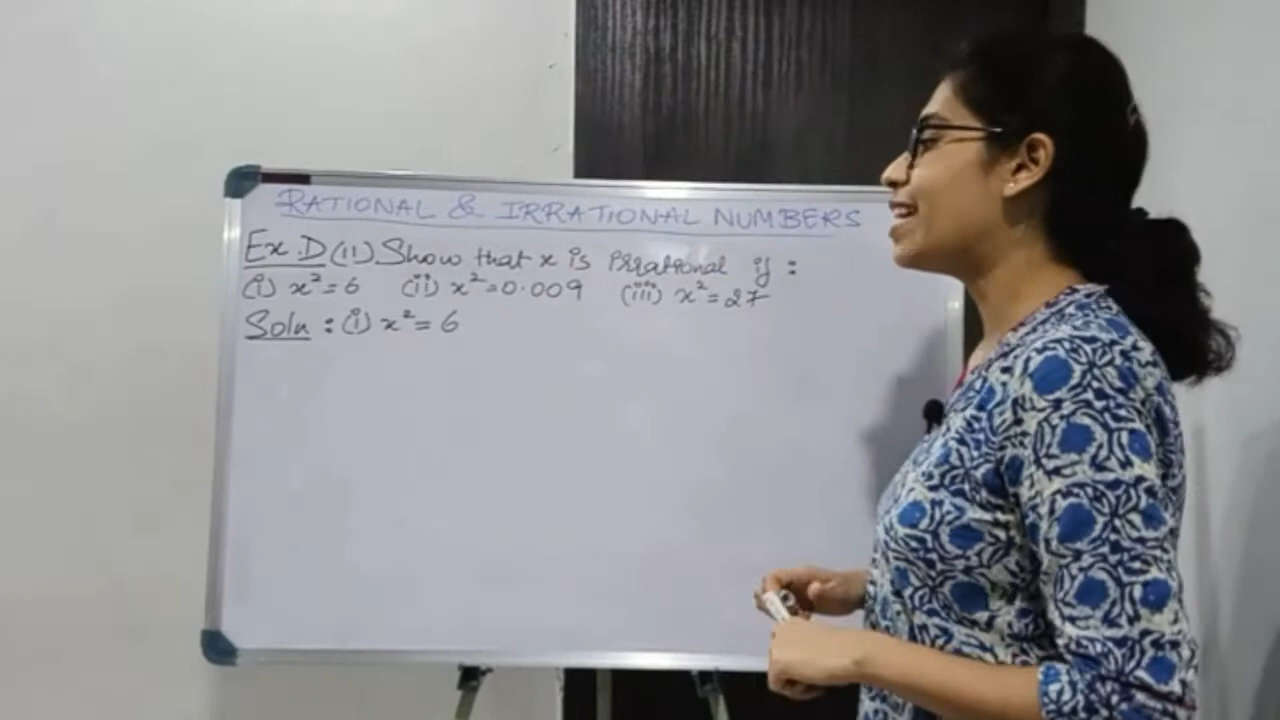 RATIONAL & IRRATIONAL NUMBERS
Ex.D (11) Show that x is irrational if :
(i) x²=6 (ii) x²=0.009 (iii) x²=27
Soln : (i) x²= 6